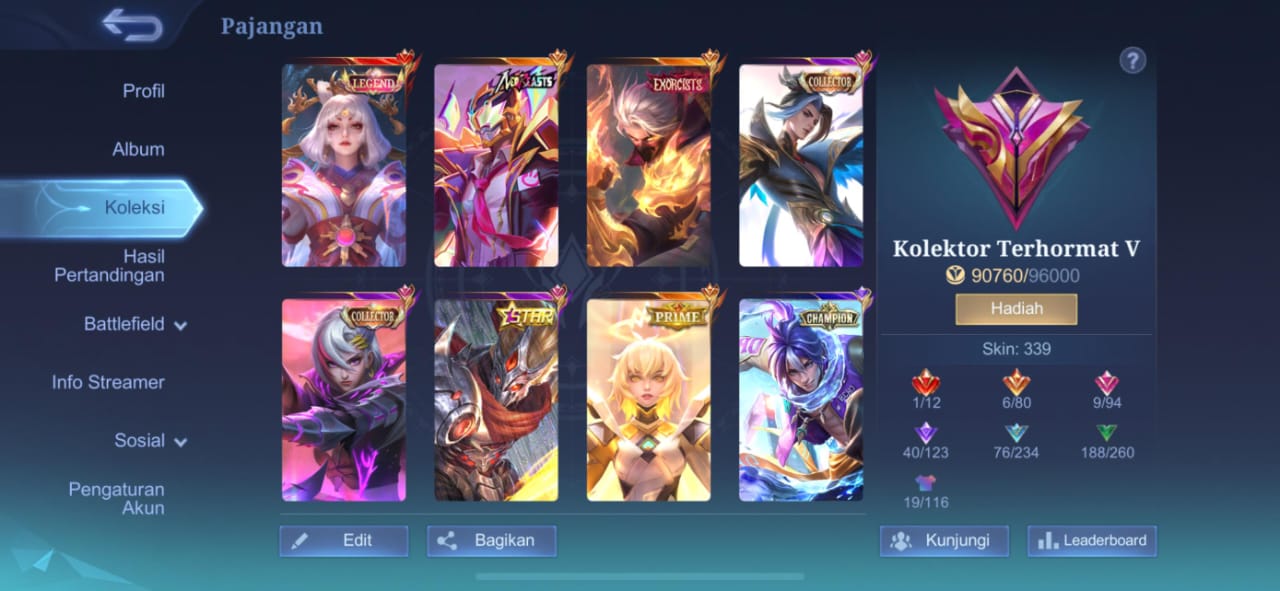 Pajangan
Profil
Album
Koleksi
Hasil
Pertandingan
Battlefield
Info Streamer
Sosial
Pengaturan
Akun
LEGEND
NEOBEASTS
EXORCISTS
COLLECTOR
COLLECTOR
STAR
PRIME
CHAMPION
Edit
Bagikan
?
Kolektor Terhormat V
90760/96000
Hadiah
Skin: 339
1/12
6/80
9/94
40/123
76/234
188/260
19/116
Kunjungi
Leaderboard